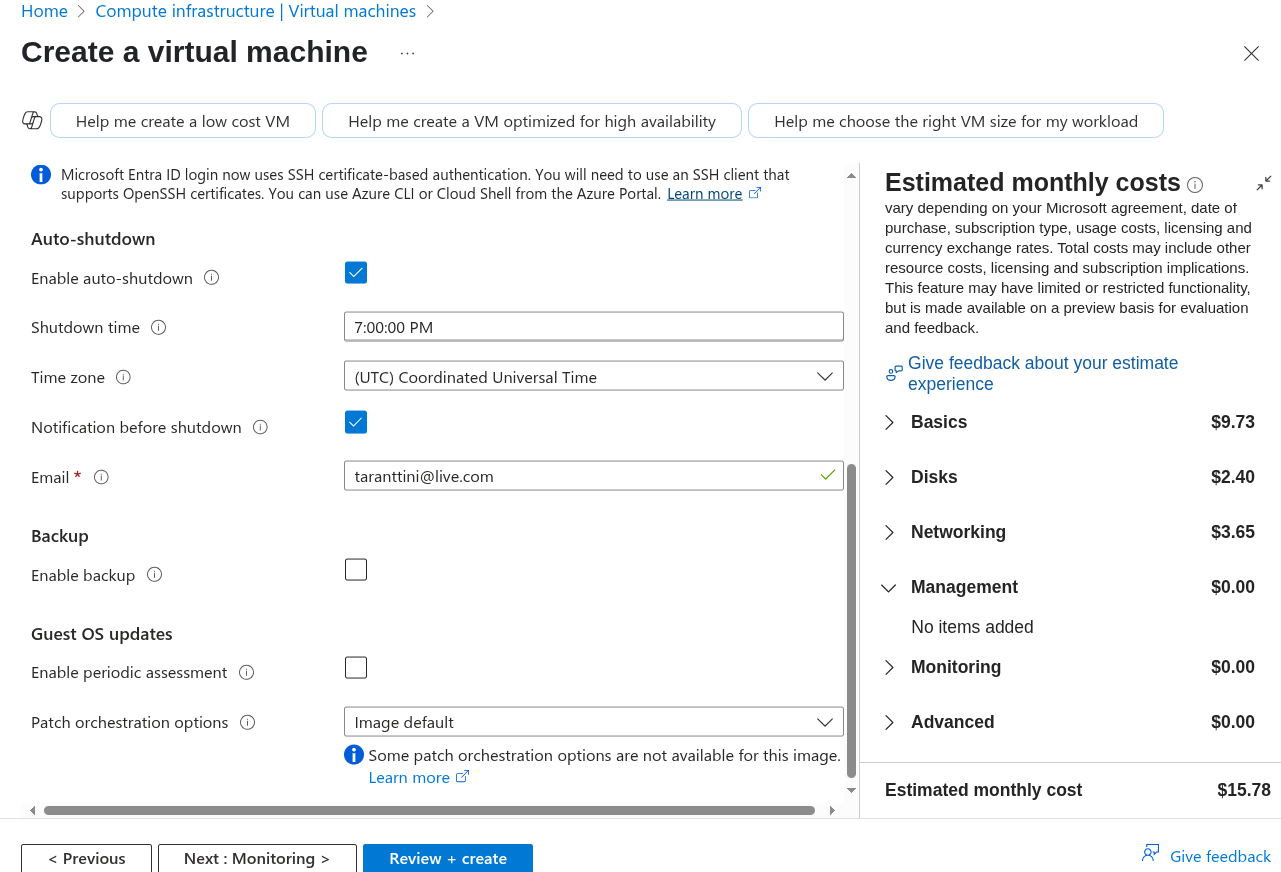 Home > Compute infrastructure | Virtual machines >
Create a virtual machine ...
Help me create a low cost VM
Help me create a VM optimized for high availability
Help me choose the right VM size for my workload
Microsoft Entra ID login now uses SSH certificate-based authentication. You will need to use an SSH client that
supports OpenSSH certificates. You can use Azure CLI or Cloud Shell from the Azure Portal. Learn more
Auto-shutdown
Enable auto-shutdown
Shutdown time
7:00:00 PM
Time zone
(UTC) Coordinated Universal Time
Notification before shutdown
Email *
taranttini@live.com
Backup
Enable backup
Guest OS updates
Enable periodic assessment
Patch orchestration options
Image default
Some patch orchestration options are not available for this image.
Learn more
Estimated monthly costs
vary depending on your Microsoft agreement, date of
purchase, subscription type, usage costs, licensing and
currency exchange rates. Total costs may include other
resource costs, licensing and subscription implications.
This feature may have limited or restricted functionality,
but is made available on a preview basis for evaluation
and feedback.
Give feedback about your estimate
experience
Basics $9.73
Disks $2.40
Networking $3.65
Management $0.00
No items added
Monitoring $0.00
Advanced $0.00
Estimated monthly cost $15.78
< Previous
Next : Monitoring >
Review + create
Give feedback